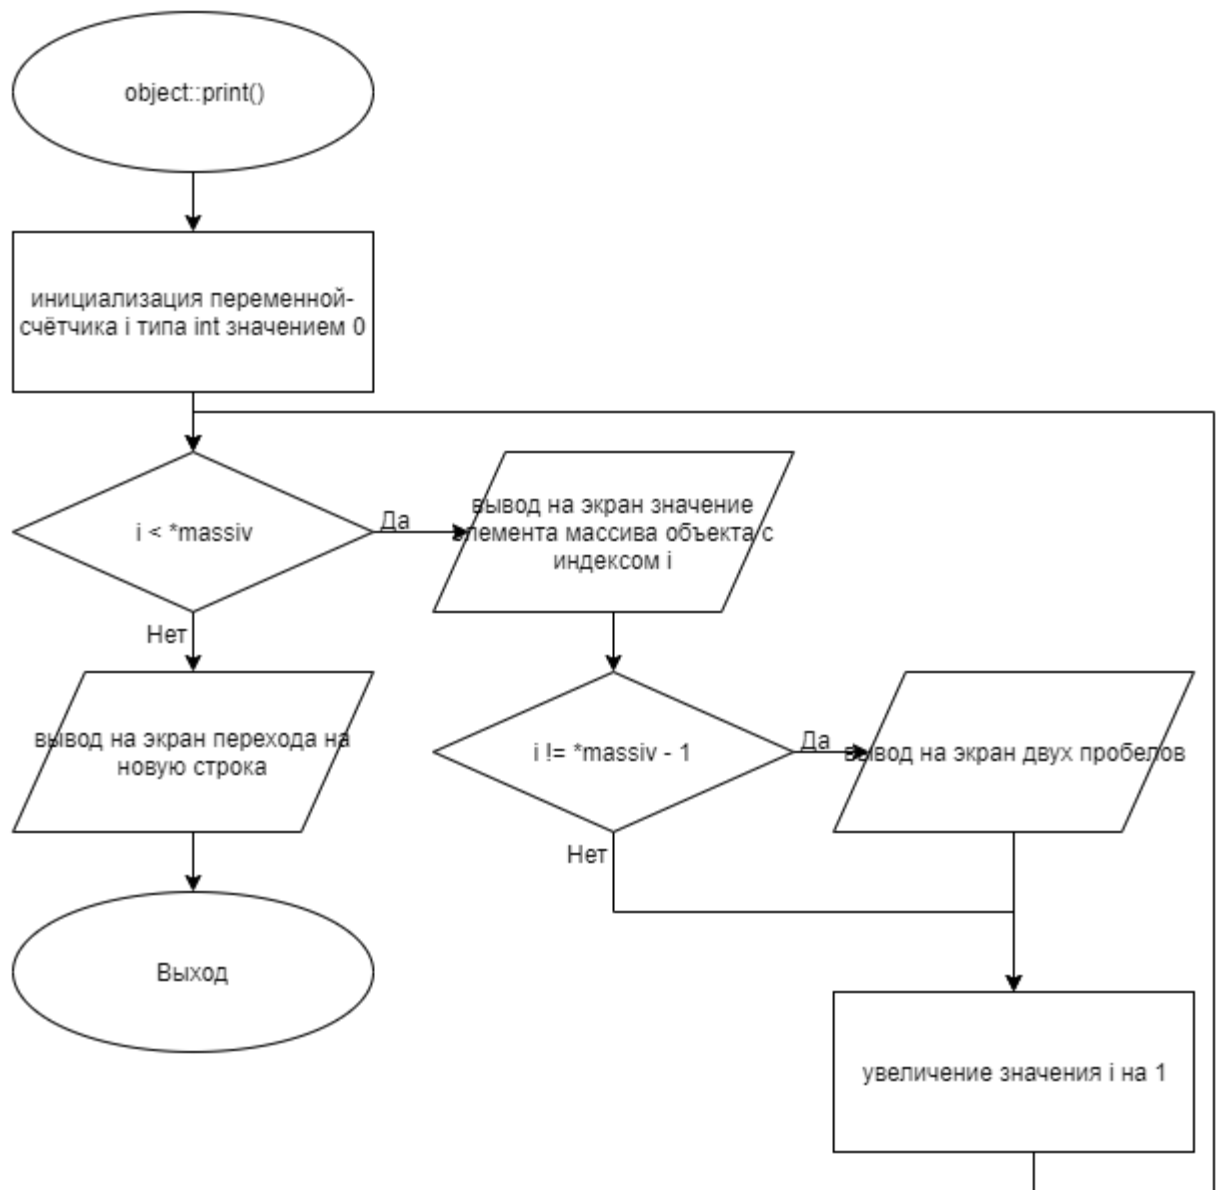 object::print()
инициализация переменной-
счётчика i типа int значением 0
i < *massiv
Да
вывод на экран значение
элемента массива объекта с
индексом i
Нет
вывод на экран перехода на
новую строка
i != *massiv - 1
Да
вывод на экран двух пробелов
Нет
Выход
увеличение значения i на 1